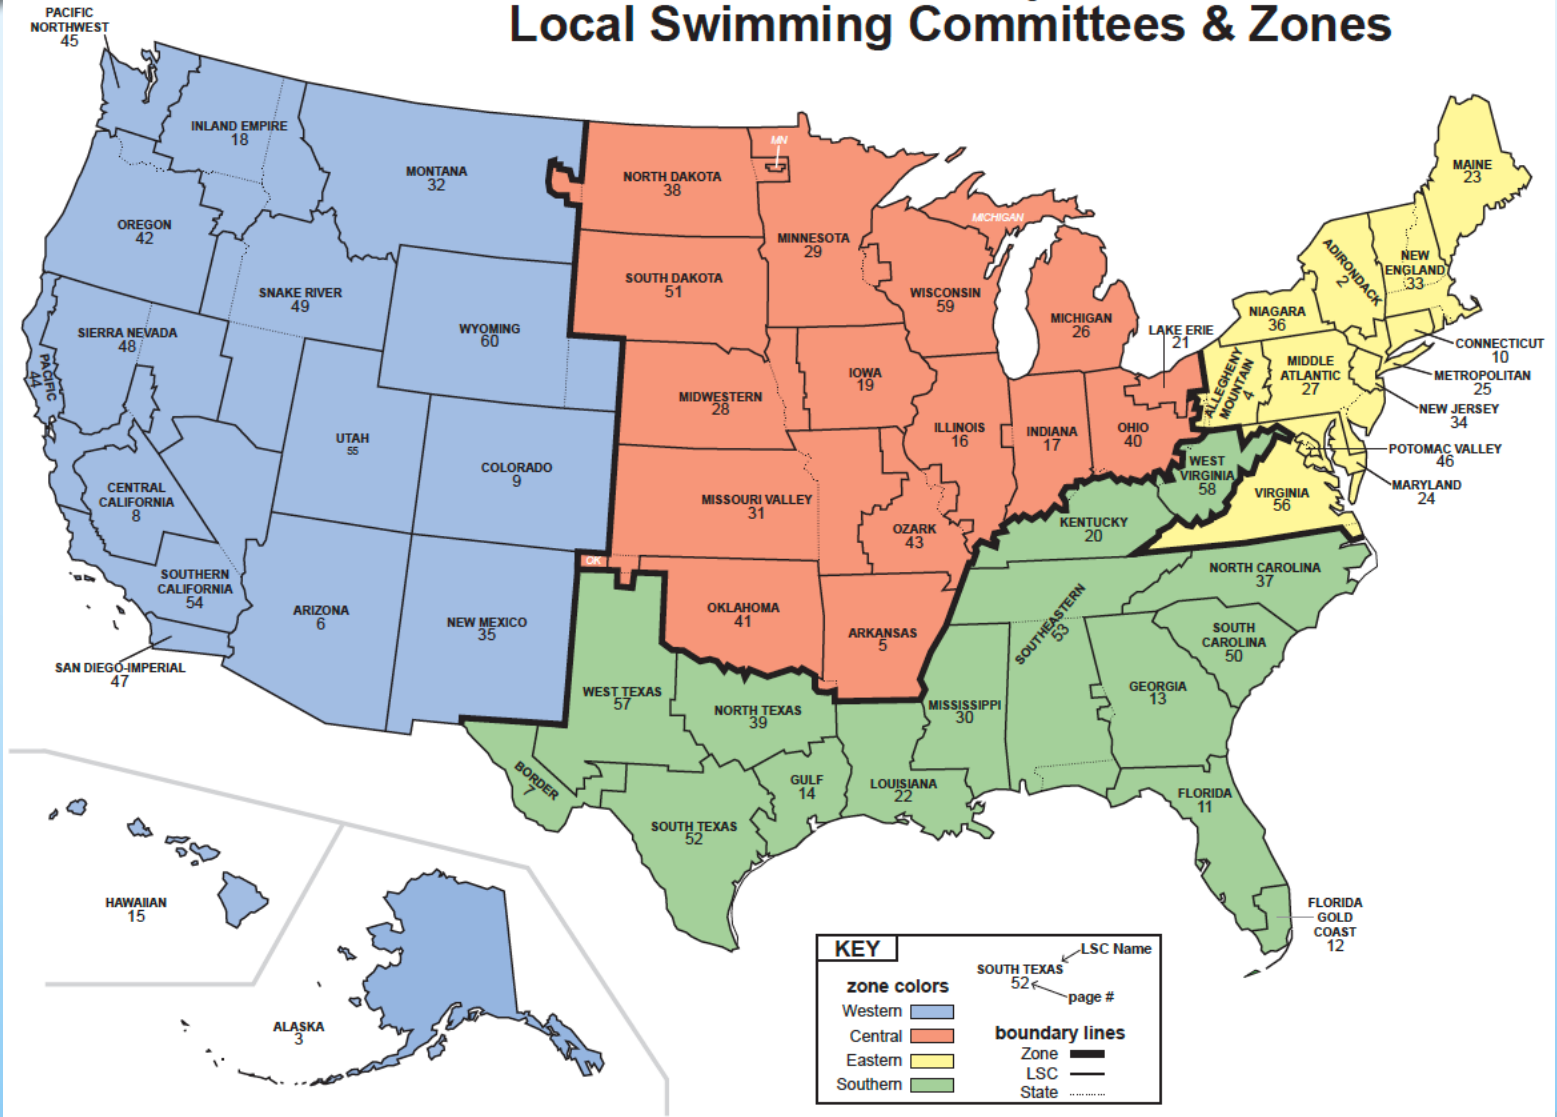 Local Swimming Committees & Zones
PACIFIC
NORTHWEST
45
INLAND EMPIRE
18
MONTANA
32
OREGON
42
SNAKE RIVER
49
WYOMING
60
SIERRA NEVADA
48
PACIFIC
44
UTAH
55
COLORADO
9
CENTRAL
CALIFORNIA
8
SOUTHERN
CALIFORNIA
54
SAN DIEGO-IMPERIAL
47
ARIZONA
6
NEW MEXICO
35
NORTH DAKOTA
38
MN
MINNESOTA
29
SOUTH DAKOTA
51
MICHIGAN
WISCONSIN
59
MICHIGAN
26
LAKE ERIE
21
MIDWESTERN
28
IOWA
19
ILLINOIS
16
INDIANA
17
OHIO
40
MISSOURI VALLEY
31
OZARK
43
OK
OKLAHOMA
41
ARKANSAS
5
MAINE
23
ADIRONDACK
2
NEW
ENGLAND
33
NIAGARA
36
CONNECTICUT
10
ALLEGHENY
MOUNTAIN
4
MIDDLE
ATLANTIC
27
METROPOLITAN
25
NEW JERSEY
34
POTOMAC VALLEY
46
MARYLAND
24
WEST
VIRGINIA
58
VIRGINIA
56
KENTUCKY
20
NORTH CAROLINA
37
SOUTHEASTERN
53
SOUTH
CAROLINA
50
GEORGIA
13
MISSISSIPPI
30
WEST TEXAS
57
NORTH TEXAS
39
BORDER
7
GULF
14
LOUISIANA
22
SOUTH TEXAS
52
FLORIDA
11
FLORIDA
GOLD
COAST
12
HAWAIIAN
15
ALASKA
3
KEY
LSC Name
SOUTH TEXAS
52
page #
zone colors
Western
Central
Eastern
Southern
boundary lines
Zone
LSC
State